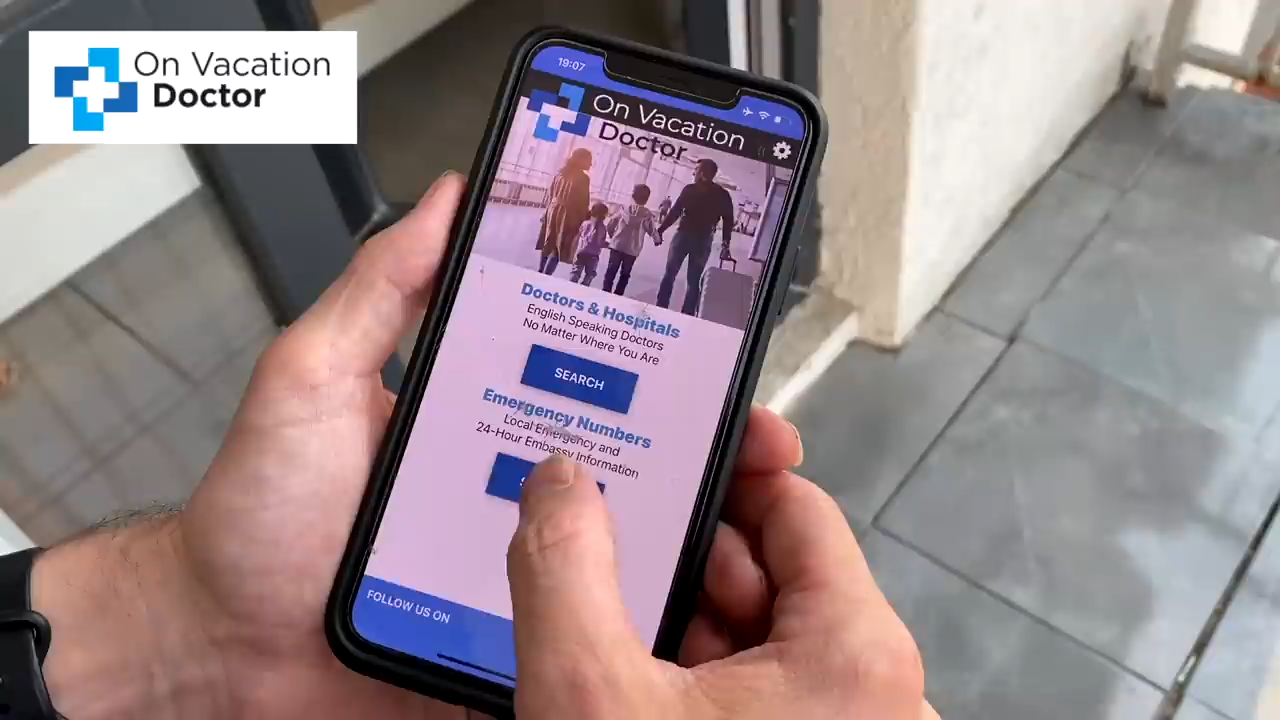 On Vacation
Doctor
19:07
On Vacation
Doctor
Doctors & Hospitals
English Speaking Doctors
No Matter Where You Are
SEARCH
Emergency Numbers
Local Emergency and
24-Hour Embassy Information
FOLLOW US ON